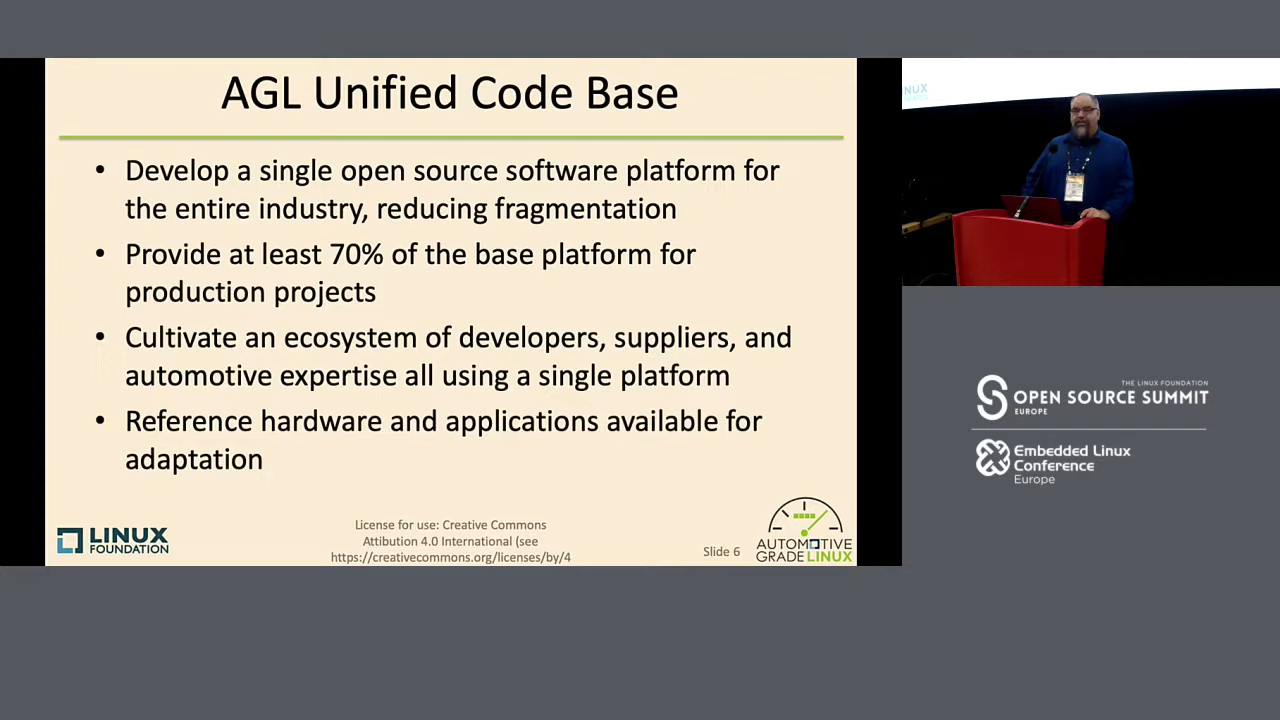 AGL Unified Code Base
• Develop a single open source software platform for
the entire industry, reducing fragmentation
• Provide at least 70% of the base platform for
production projects
• Cultivate an ecosystem of developers, suppliers, and
automotive expertise all using a single platform
• Reference hardware and applications available for
adaptation
LINUX
FOUNDATION
License for use: Creative Commons
Attibution 4.0 International (see
https://creativecommons.org/licenses/by/4
Slide 6
AUTOMOTIVE
GRADELINUX
NUX
THE LINUX FOUNDATION
OPEN SOURCE SUMMIT
EUROPE
Embedded Linux
Conference
Europe